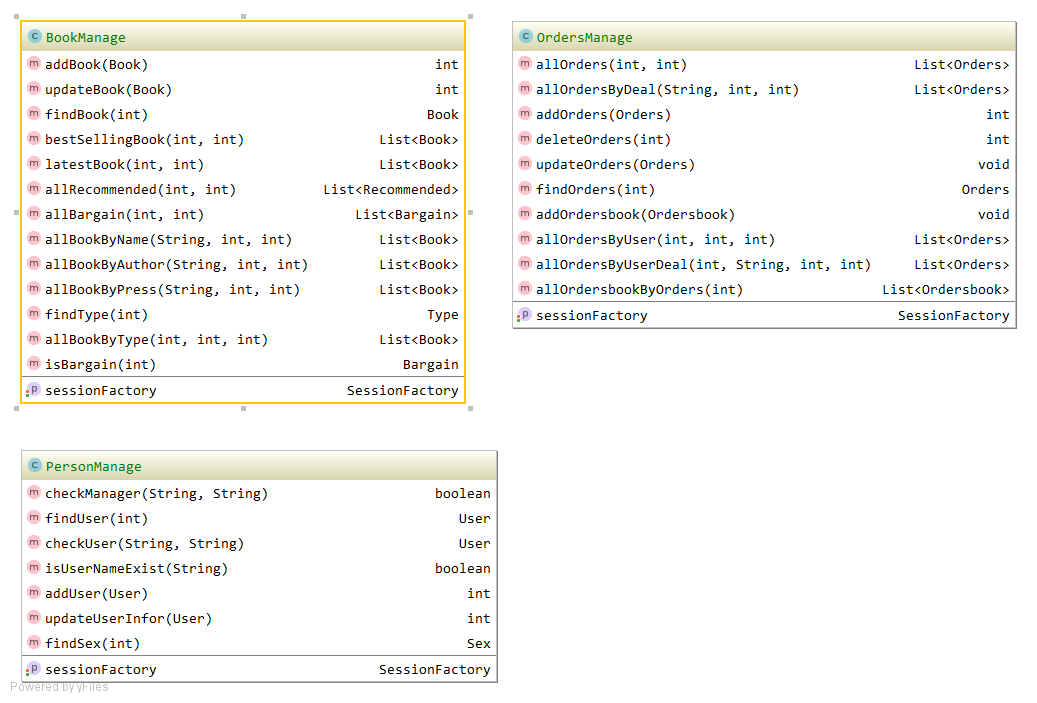 BookManage
addBook(Book) int
updateBook(Book) int
findBook(int) Book
bestSellingBook(int, int) List<Book>
latestBook(int, int) List<Book>
allRecommended(int, int) List<Recommended>
allBargain(int, int) List<Bargain>
allBookByName(String, int, int) List<Book>
allBookByAuthor(String, int, int) List<Book>
allBookByPress(String, int, int) List<Book>
findType(int) Type
allBookByType(int, int, int) List<Book>
isBargain(int) Bargain
sessionFactory SessionFactory
OrdersManage
allOrders(int, int) List<Orders>
allOrdersByDeal(String, int, int) List<Orders>
addOrders(Orders) int
deleteOrders(int) int
updateOrders(Orders) void
findOrders(int) Orders
addOrdersbook(Ordersbook) void
allOrdersByUser(int, int, int) List<Orders>
allOrdersByUserDeal(int, String, int, int) List<Orders>
allOrdersbookByOrders(int) List<Ordersbook>
sessionFactory SessionFactory
PersonManage
checkManager(String, String) boolean
findUser(int) User
checkUser(String, String) User
isUserNameExist(String) boolean
addUser(User) int
updateUserInfor(User) int
findSex(int) Sex
sessionFactory SessionFactory
Powered by yFiles